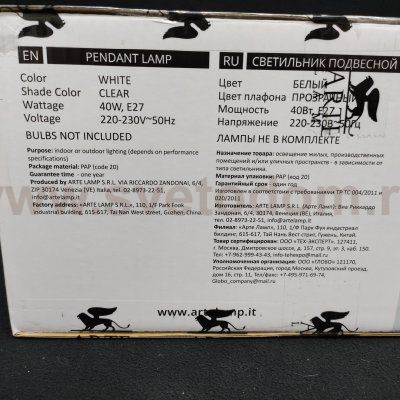 EN PENDANT LAMP
Color WHITE
Shade Color CLEAR
Wattage 40W, E27
Voltage 220-230V~50Hz
BULBS NOT INCLUDED
Purpose: indoor or outdoor lighting (depends on performance
specifications)
Packaging material: PAP (code 20)
Guarantee time: - one year
Produced by ARTE LAMP S.R.L. VIA RICCARDO ZANDONAI, 6/4,
ZIP 30174 Venezia (VE), Italia, tel. 02-8973-22-51,
info@artelamp.it
Factory address: «ARTE LAMP S.R.L.», 110, 1/F Park Fook
industrial building, 615-617, Tai Nan West street, Guzhen, China.
RU СВЕТИЛЬНИК ПОДВЕСНОЙ
Цвет БЕЛЫЙ
Цвет плафона ПРОЗРАЧНЫЙ
Мощность 40Вт, E27
Напряжение 220-230В~50Гц
ЛАМПЫ НЕ В КОМПЛЕКТЕ
Назначение товара: освещение жилых, производственных
помещений и/или уличных пространств - в зависимости от
типа светильника.
Материал упаковки: PAP (код 20)
Гарантийный срок - один год
Изготовлено в соответствии с требованиями ТР ТС 004/2011 и
020/2011
Изготовитель: ARTE LAMP S.R.L. (Арте Ламп). Виа Риккардо
Зандонаи, 6/4, 30174, Венеция (ВЕ), Италия,
тел. 02-8973-22-51, info@artelamp.it
Филиал: «Арте Ламп», 110, 1/Ф Парк Фук индастриал
билдинг, 615-617, Тай Нань Вест стрит, Гужень, Китай.
Товар сертифицирован: ООО «ТЕХ-ЭКСПЕРТ», 127411,
г. Москва, Дмитровское шоссе, д. 157, стр. 9, эт. 3, каб. 150.
Тел: +7-962-999-43-43, info-tehexpo@mail.ru
Уполномоченная организация: ООО «ГЛОБО» 121170,
Российская Федерация, город Москва, Кутузовский проезд,
дом 16, стр 1. Телефон: +7-495-971-69-74.
Globo_company@mail.ru
www.artelamp.it
ARTE
ARTE